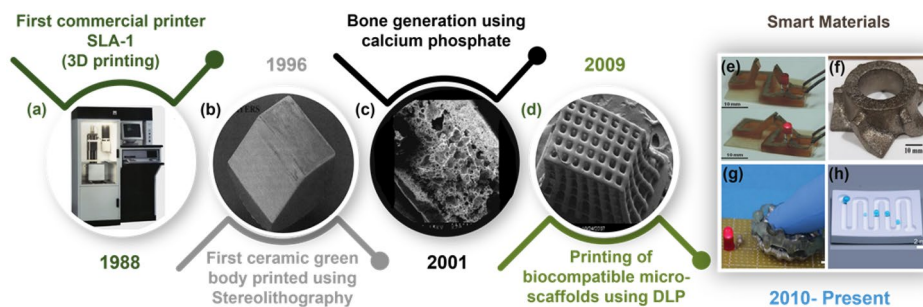 First commercial printer
SLA-1
(3D printing)
Bone generation using
calcium phosphate
Smart Materials
1996
2009
(a)
(b)
(c)
(d)
(e)
10 mm
10 mm
(f)
10 mm
(g)
(h)
1988
First ceramic green
body printed using
Stereolithography
2001
Printing of
biocompatible micro-
scaffolds using DLP
2010- Present